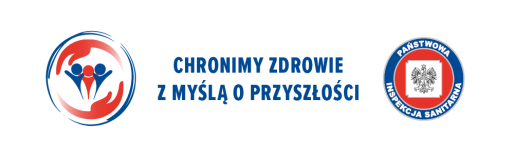 CHRONIMY ZDROWIE
Z MYŚLĄ O PRZYSZŁOŚCI
PAŃSTWOWA
INSPEKCJA SANITARNA